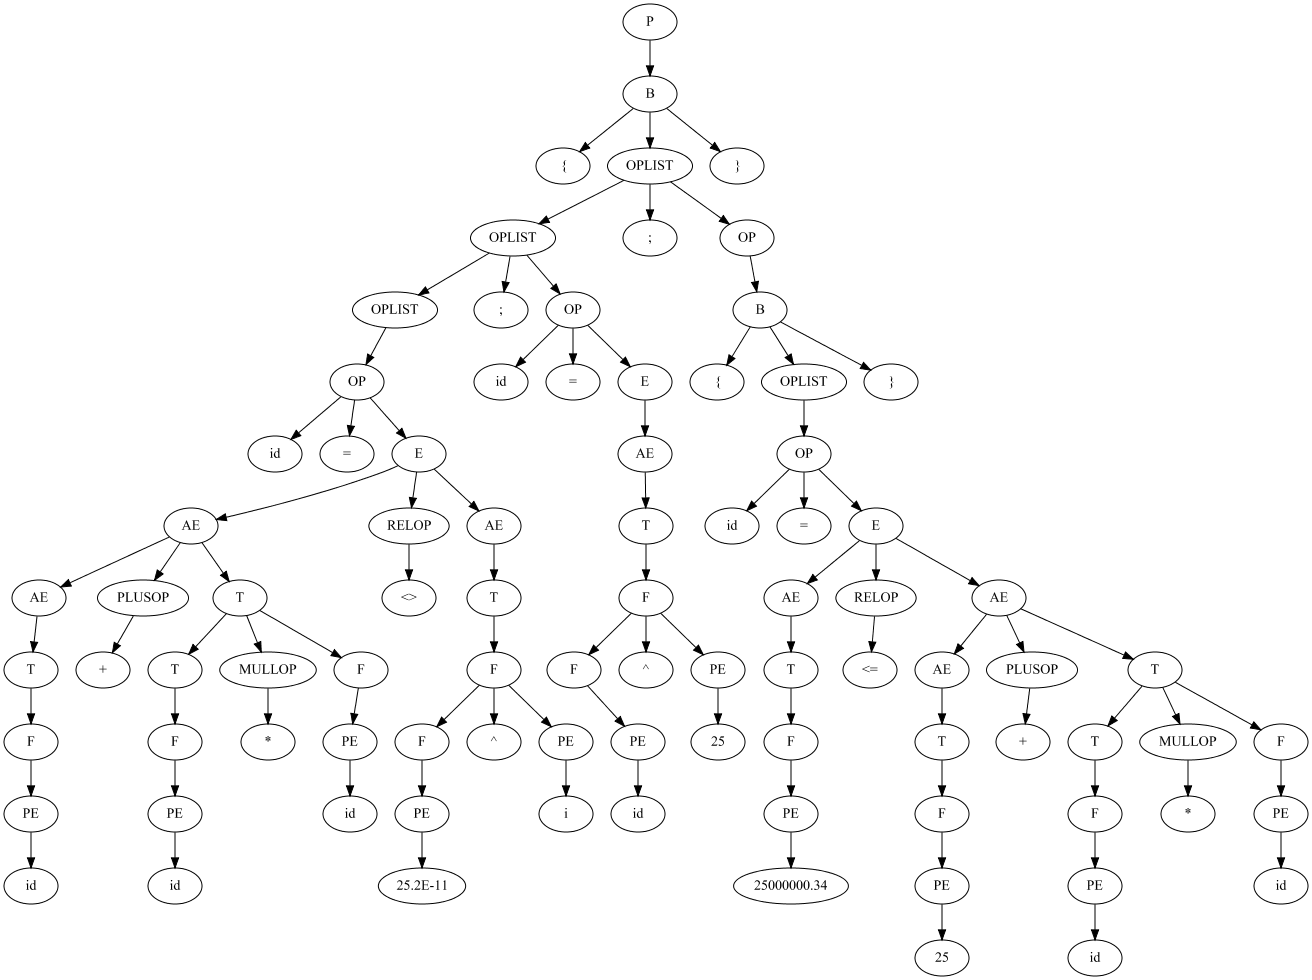 P
B
{ OPLIST }
OPLIST ; OP
OPLIST ; OP B
OP id = E { OPLIST }
id = E AE OP
AE RELOP AE T id = E
AE PLUSOP T <> T F AE RELOP AE
T + T MULLOP F F F ^ PE T <= AE PLUSOP T
F F * PE F ^ PE PE 25 F T + T MULLOP F
PE PE id PE i id PE F F * PE
id id 25.2E-11 25000000.34 PE PE id
25 id